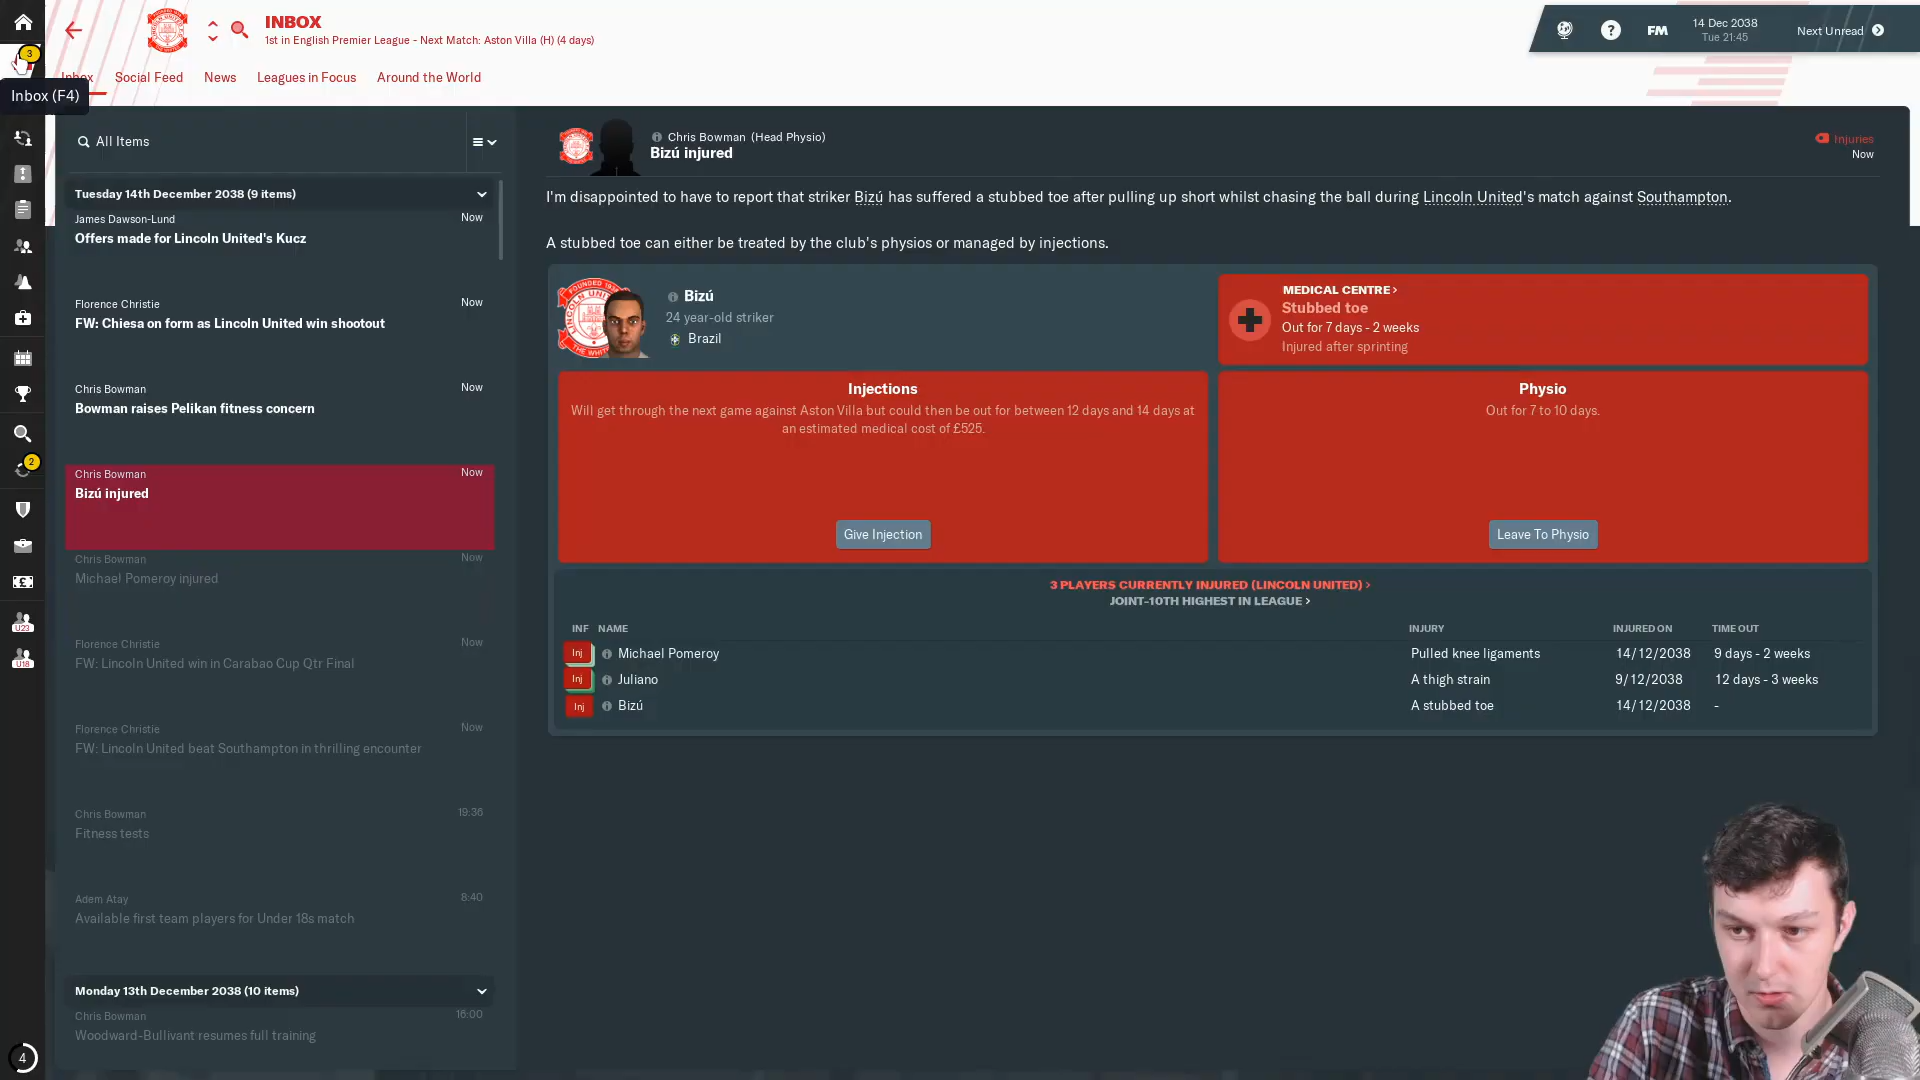 INBOX
1st in English Premier League - Next Match: Aston Villa (H) (4 days)
3
FM
14 Dec 2038
Tue 21:45
Next Unread
Inbox
Social Feed
News
Leagues in Focus
Around the World
Inbox (F4)
All Items
Tuesday 14th December 2038 (9 items)
James Dawson-Lund
Now
Offers made for Lincoln United's Kucz
Florence Christie
Now
FW: Chiesa on form as Lincoln United win shootout
Chris Bowman
Now
Bowman raises Pelikan fitness concern
2
Chris Bowman
Now
Bizú injured
Chris Bowman
Now
Michael Pomeroy injured
Florence Christie
Now
FW: Lincoln United win in Carabao Cup Qtr Final
U23
U18
Florence Christie
Now
FW: Lincoln United beat Southampton in thrilling encounter
Chris Bowman
19:36
Fitness tests
Adem Atay
8:40
Available first team players for Under 18s match
Monday 13th December 2038 (10 items)
Chris Bowman
16:00
Woodward-Bullivant resumes full training
4
Chris Bowman (Head Physio)
Bizú injured
Injuries
Now
I'm disappointed to have to report that striker Bizú has suffered a stubbed toe after pulling up short whilst chasing the ball during Lincoln United's match against Southampton.
A stubbed toe can either be treated by the club's physios or managed by injections.
Bizú
24 year-old striker
Brazil
MEDICAL CENTRE >
Stubbed toe
Out for 7 days - 2 weeks
Injured after sprinting
Injections
Will get through the next game against Aston Villa but could then be out for between 12 days and 14 days at
an estimated medical cost of £525.
Give Injection
Physio
Out for 7 to 10 days.
Leave To Physio
3 PLAYERS CURRENTLY INJURED (LINCOLN UNITED) >
JOINT-10TH HIGHEST IN LEAGUE >
INF NAME INJURY INJURED ON TIME OUT
Inj Michael Pomeroy Pulled knee ligaments 14/12/2038 9 days - 2 weeks
Inj Juliano A thigh strain 9/12/2038 12 days - 3 weeks
Inj Bizú A stubbed toe 14/12/2038 -